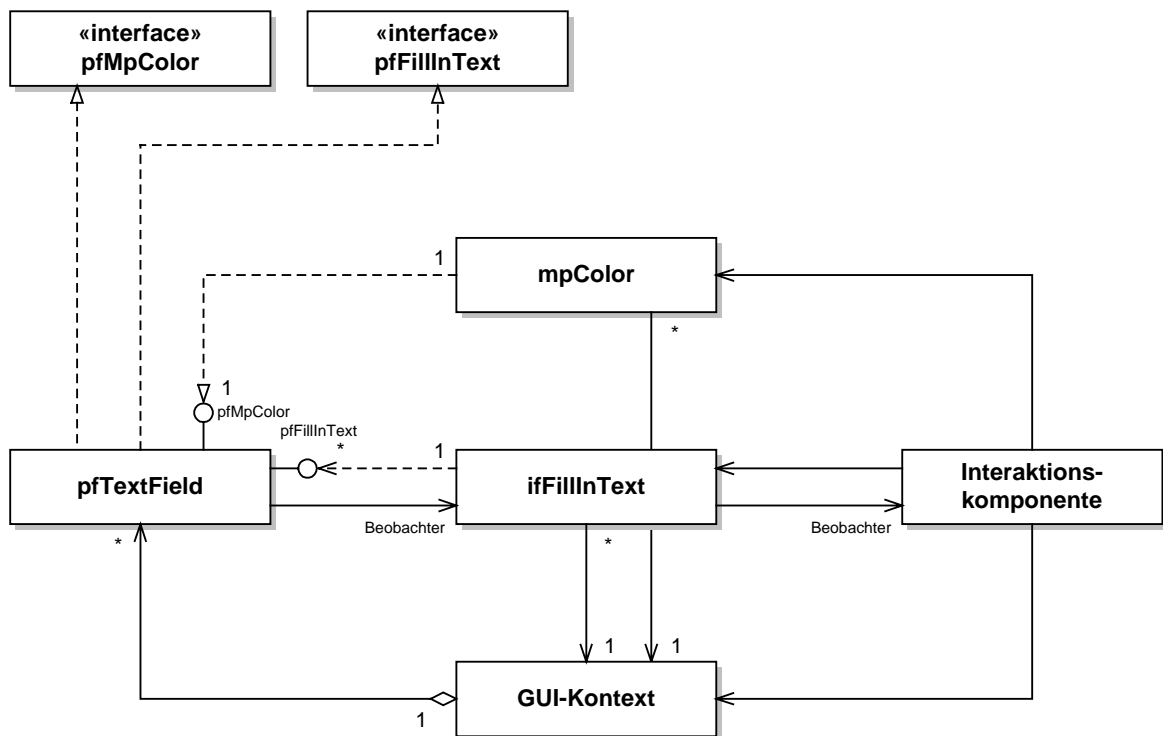 «interface»
pfMpColor
«interface»
pfFillInText
1
mpColor
*
1
pfMpColor
pfFillInText
*
1
pfTextField
ifFillInText
Interaktions-
komponente
Beobachter
Beobachter
*
*
1
1
GUI-Kontext
1